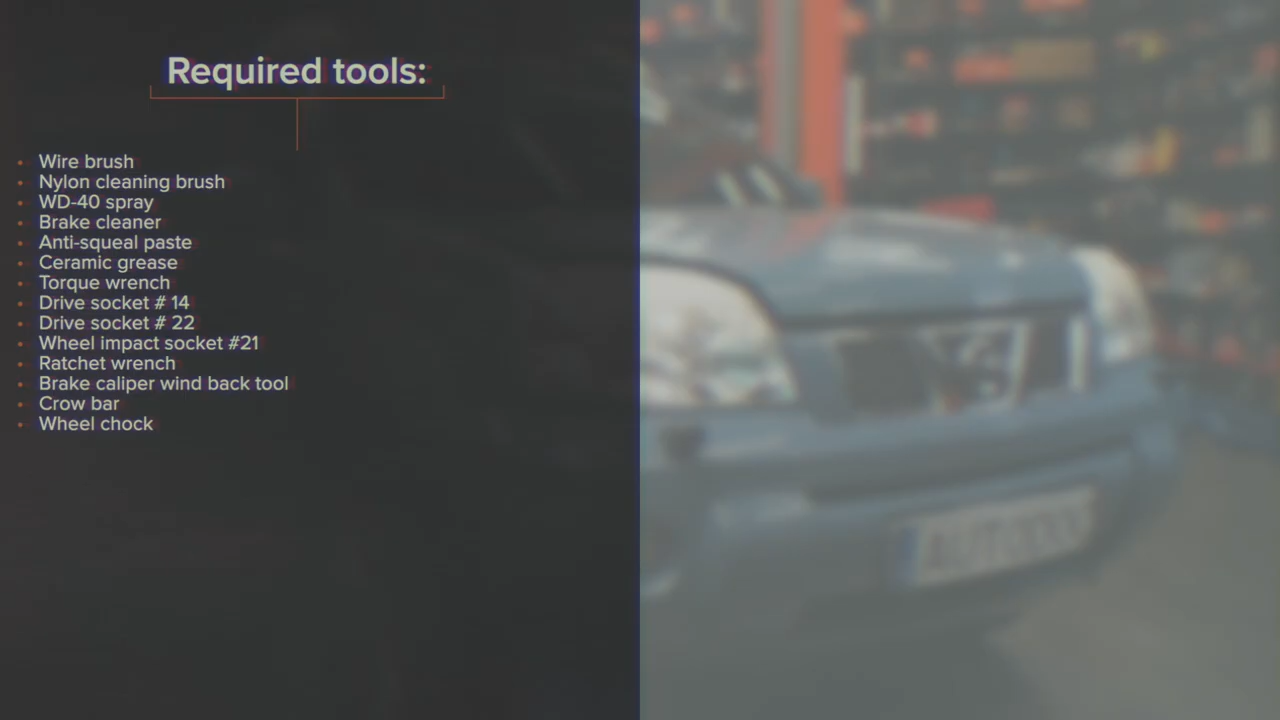 Required tools:
Wire brush
Nylon cleaning brush
WD-40 spray
Brake cleaner
Anti-squeal paste
Ceramic grease
Torque wrench
Drive socket # 14
Drive socket # 22
Wheel impact socket #21
Ratchet wrench
Brake caliper wind back tool
Crow bar
Wheel chock